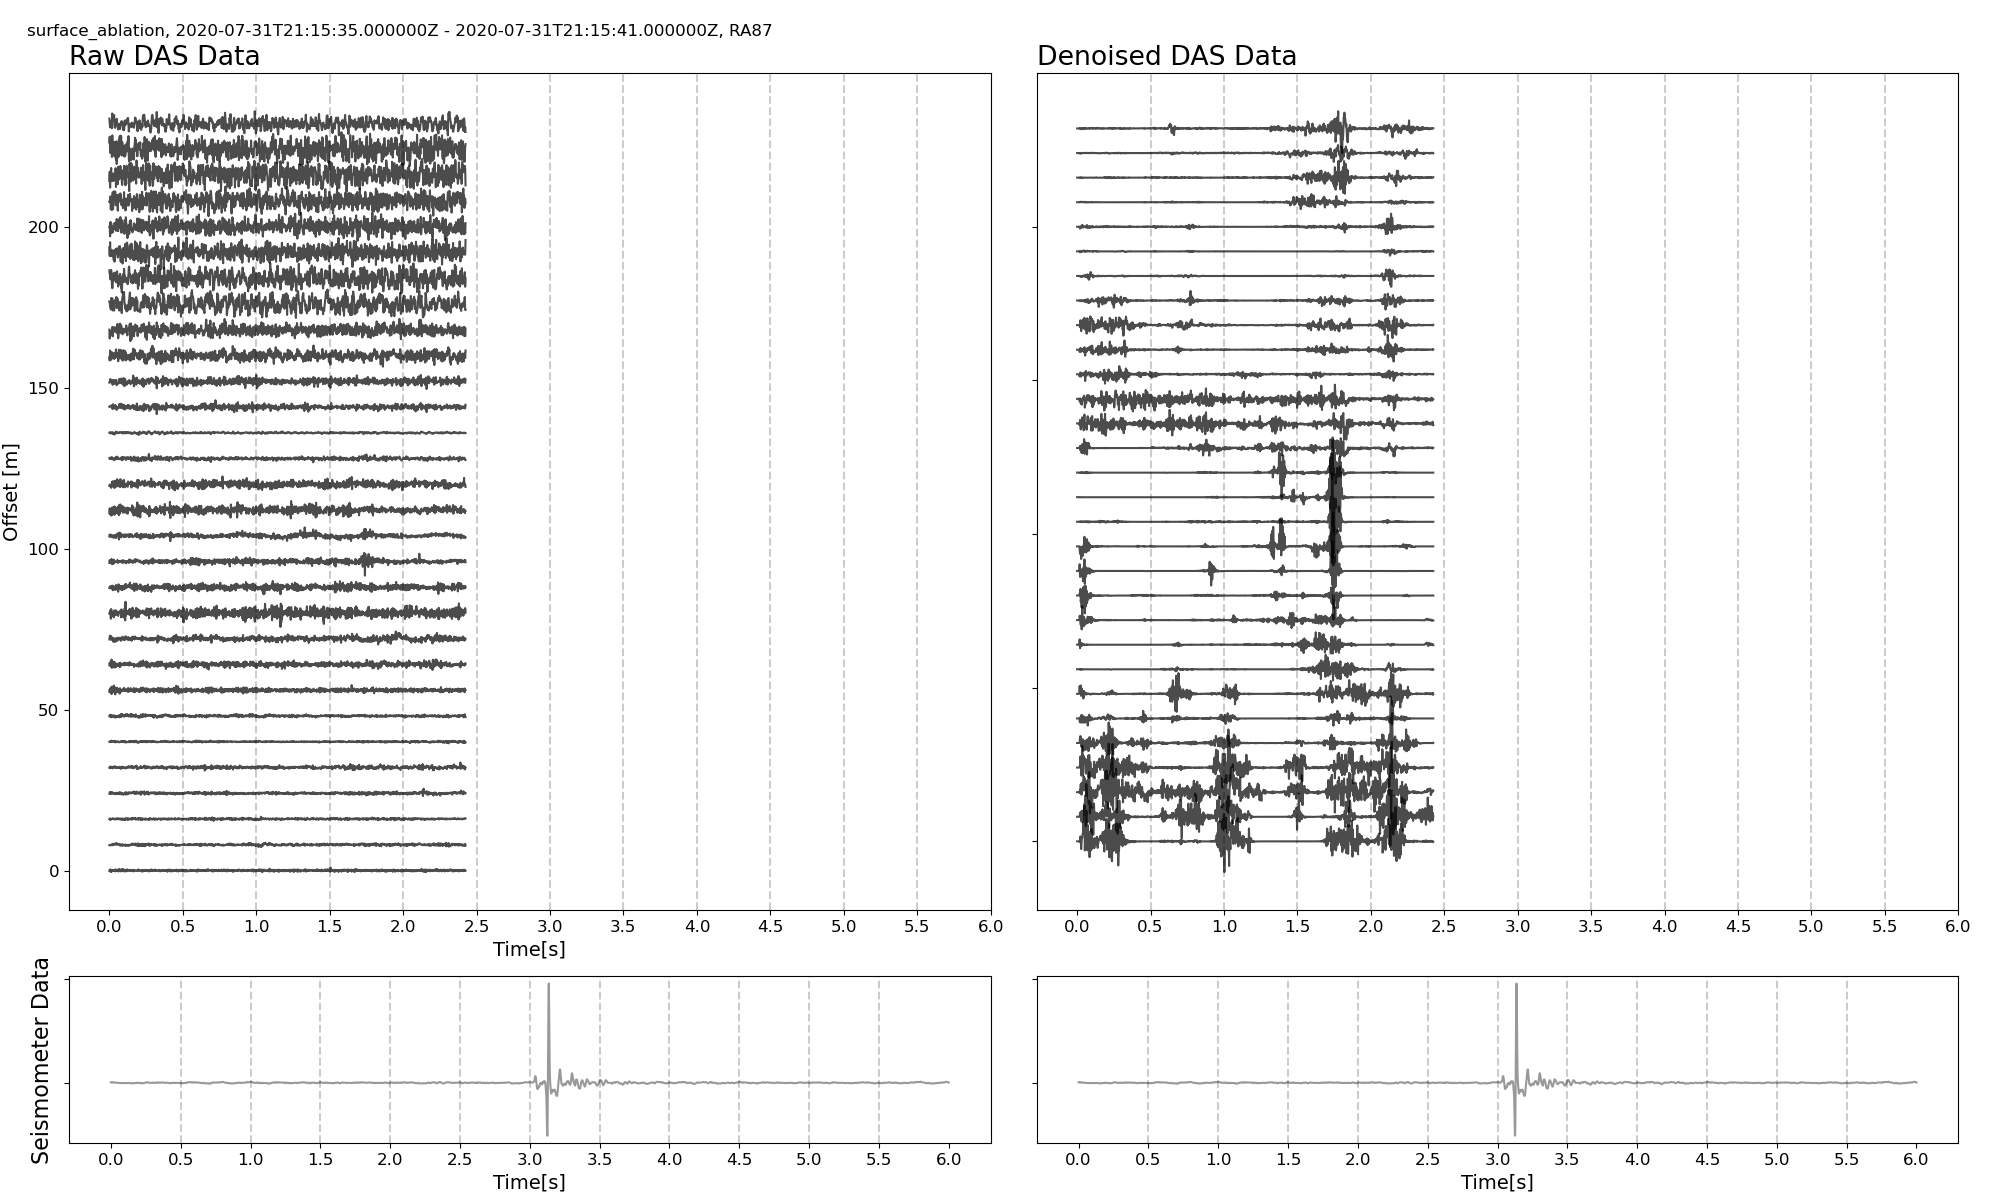 surface_ablation, 2020-07-31T21:15:35.000000Z - 2020-07-31T21:15:41.000000Z, RA87
Raw DAS Data
Denoised DAS Data
Offset [m]
200
150
100
50
0
0.0 0.5 1.0 1.5 2.0 2.5 3.0 3.5 4.0 4.5 5.0 5.5 6.0
Time[s]
0.0 0.5 1.0 1.5 2.0 2.5 3.0 3.5 4.0 4.5 5.0 5.5 6.0
Seismometer Data
0.0 0.5 1.0 1.5 2.0 2.5 3.0 3.5 4.0 4.5 5.0 5.5 6.0
Time[s]
0.0 0.5 1.0 1.5 2.0 2.5 3.0 3.5 4.0 4.5 5.0 5.5 6.0
Time[s]